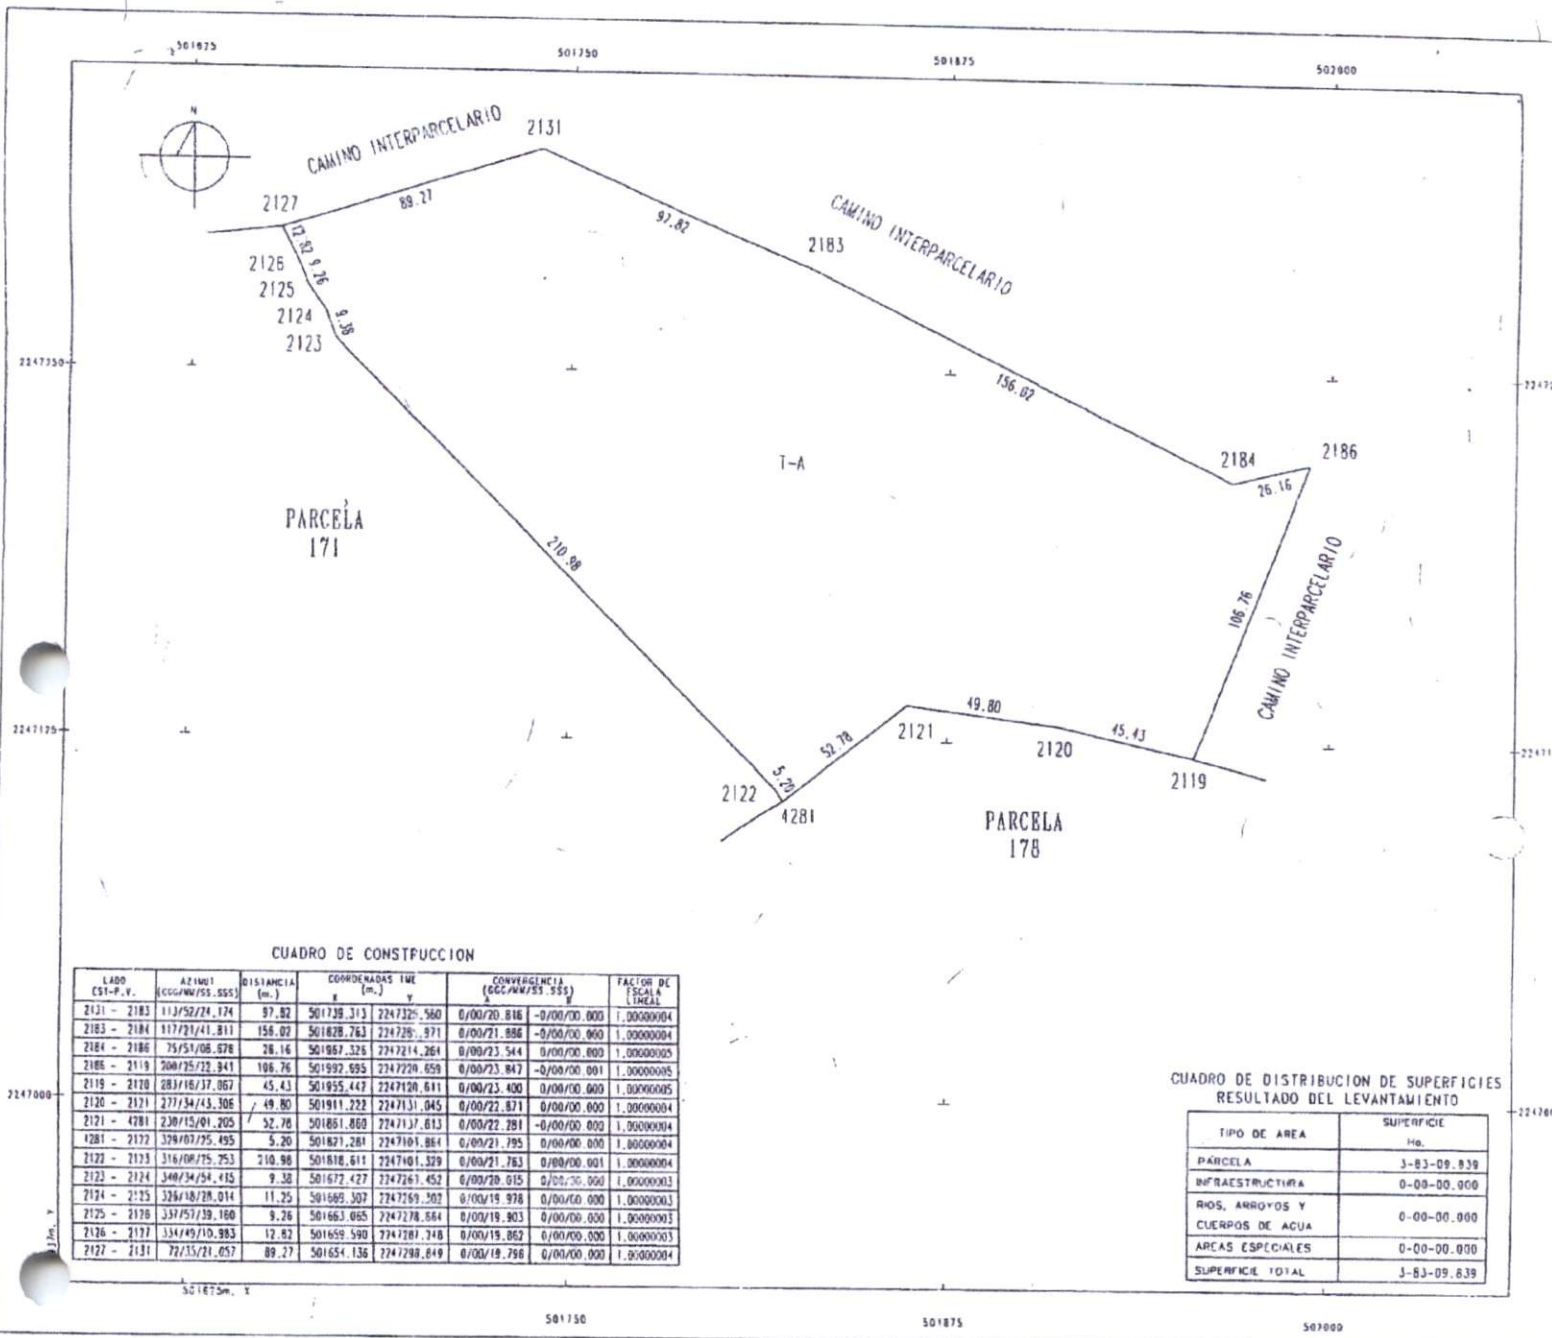 501675
501750
501875
502000
N
CAMINO INTERPARCELARIO
2131
2127
89.27
97.82
CAMINO INTERPARCELARIO
2183
12.82 9.26
2126
2125
2124
9.38
2123
2247250
156.02
T-A
2184
2186
26.16
PARCELA
171
210.98
106.76
CAMINO INTERPARCELARIO
2247125
49.80
2121
45.43
2120
52.78
2119
5.20
2122
4281
PARCELA
178
CUADRO DE CONSTRUCCION
LADO EST-P.V. AZIMUT (GGG/MM/SS.SSS) DISTANCIA (m.) COORDENADAS TME (m.) X Y CONVERGENCIA (GGG/MM/SS.SSS) A B FACTOR DE ESCALA LINEAL
2131 - 2183 113/52/24.174 97.82 501739.313 2247325.560 0/00/20.816 -0/00/00.000 1.00000004
2183 - 2184 117/21/41.811 156.02 501828.763 0/00/21.886 -0/00/00.000 1.00000004
2184 - 2186 75/51/08.678 26.16 501967.326 2247214.264 0/00/23.544 0/00/00.000 1.00000005
2186 - 2119 200/25/22.941 106.76 501992.695 2247220.659 0/00/23.847 -0/00/00.001 1.00000005
2119 - 2120 283/16/37.067 45.43 501955.442 2247120.611 0/00/23.400 0/00/00.000 1.00000005
2120 - 2121 277/34/43.306 49.80 501911.222 2247131.045 0/00/22.871 0/00/00.000 1.00000004
2121 - 4281 230/15/01.205 52.78 501861.860 2247137.613 0/00/22.281 -0/00/00.000 1.00000004
4281 - 2122 329/07/25.495 5.20 501821.281 2247103.864 0/00/21.795 0/00/00.000 1.00000004
2122 - 2123 316/08/25.253 210.98 501818.611 0/00/21.763 0/00/00.001 1.00000004
2123 - 2124 340/34/54.415 9.38 501672.427 2247261.452 0/00/20.015 0/00/00.000 1.00000003
2124 - 2125 326/18/28.014 11.25 501669.307 2247269.302 0/00/19.978 0/00/00.000 1.00000003
2125 - 2126 337/57/39.160 9.26 501663.065 2247278.664 0/00/19.903 0/00/00.000 1.00000003
2126 - 2127 334/49/10.983 12.82 501659.590 2247287.248 0/00/19.862 0/00/00.000 1.00000003
2127 - 2131 72/35/21.057 89.27 501654.136 2247298.849 0/00/19.796 0/00/00.000 1.00000004
2247000
CUADRO DE DISTRIBUCION DE SUPERFICIES
RESULTADO DEL LEVANTAMIENTO
TIPO DE AREA SUPERFICIE Ha.
PARCELA 3-83-09.839
INFRAESTRUCTURA 0-00-00.000
RIOS, ARROYOS Y
CUERPOS DE AGUA 0-00-00.000
AREAS ESPECIALES 0-00-00.000
SUPERFICIE TOTAL 3-83-09.839
501675m. X
501750
501875
502000